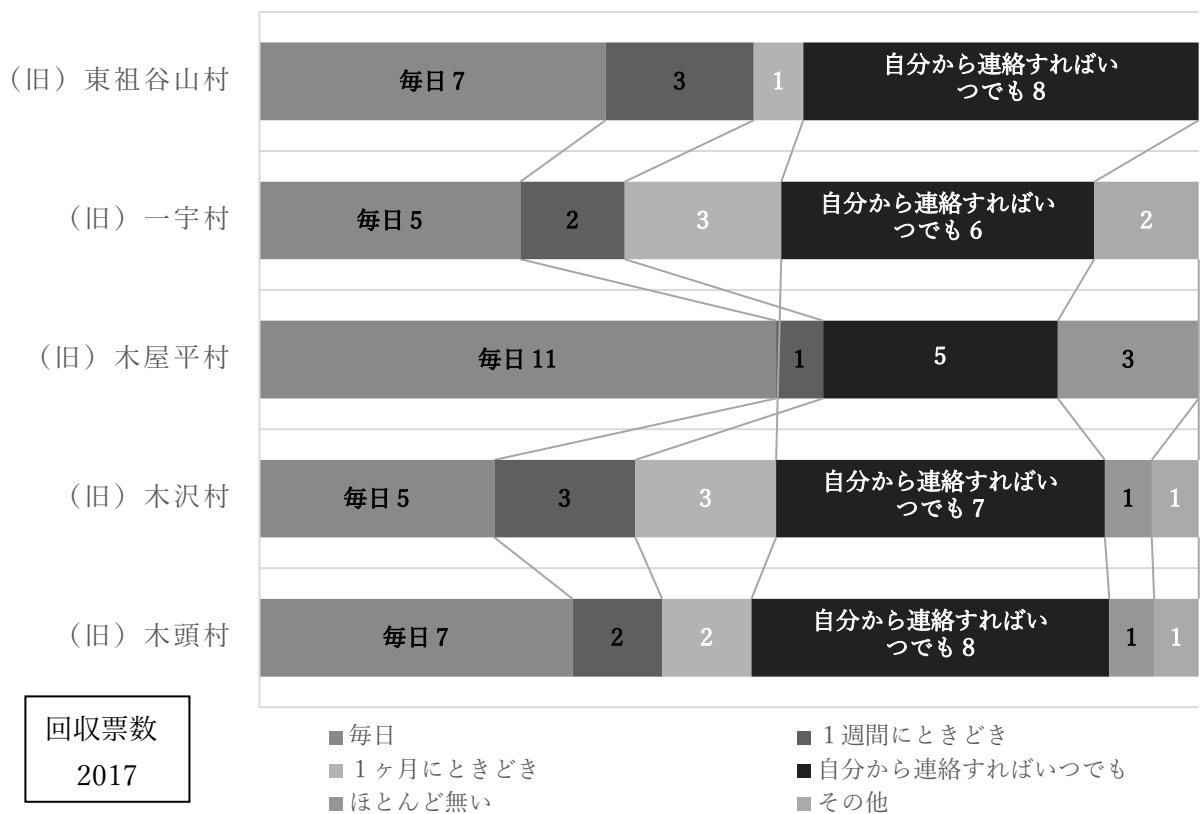 (旧)東祖谷山村
毎日 7
3
1
自分から連絡すればい
つでも 8
(旧)一宇村
毎日 5
2
3
自分から連絡すればい
つでも 6
2
(旧)木屋平村
毎日 11
1
5
3
(旧)木沢村
毎日 5
3
3
自分から連絡すればい
つでも 7
1
1
(旧)木頭村
毎日 7
2
2
自分から連絡すればい
つでも 8
1
1
回収票数
2017
毎日
1週間にときどき
1ヶ月にときどき
自分から連絡すればいつでも
ほとんど無い
その他